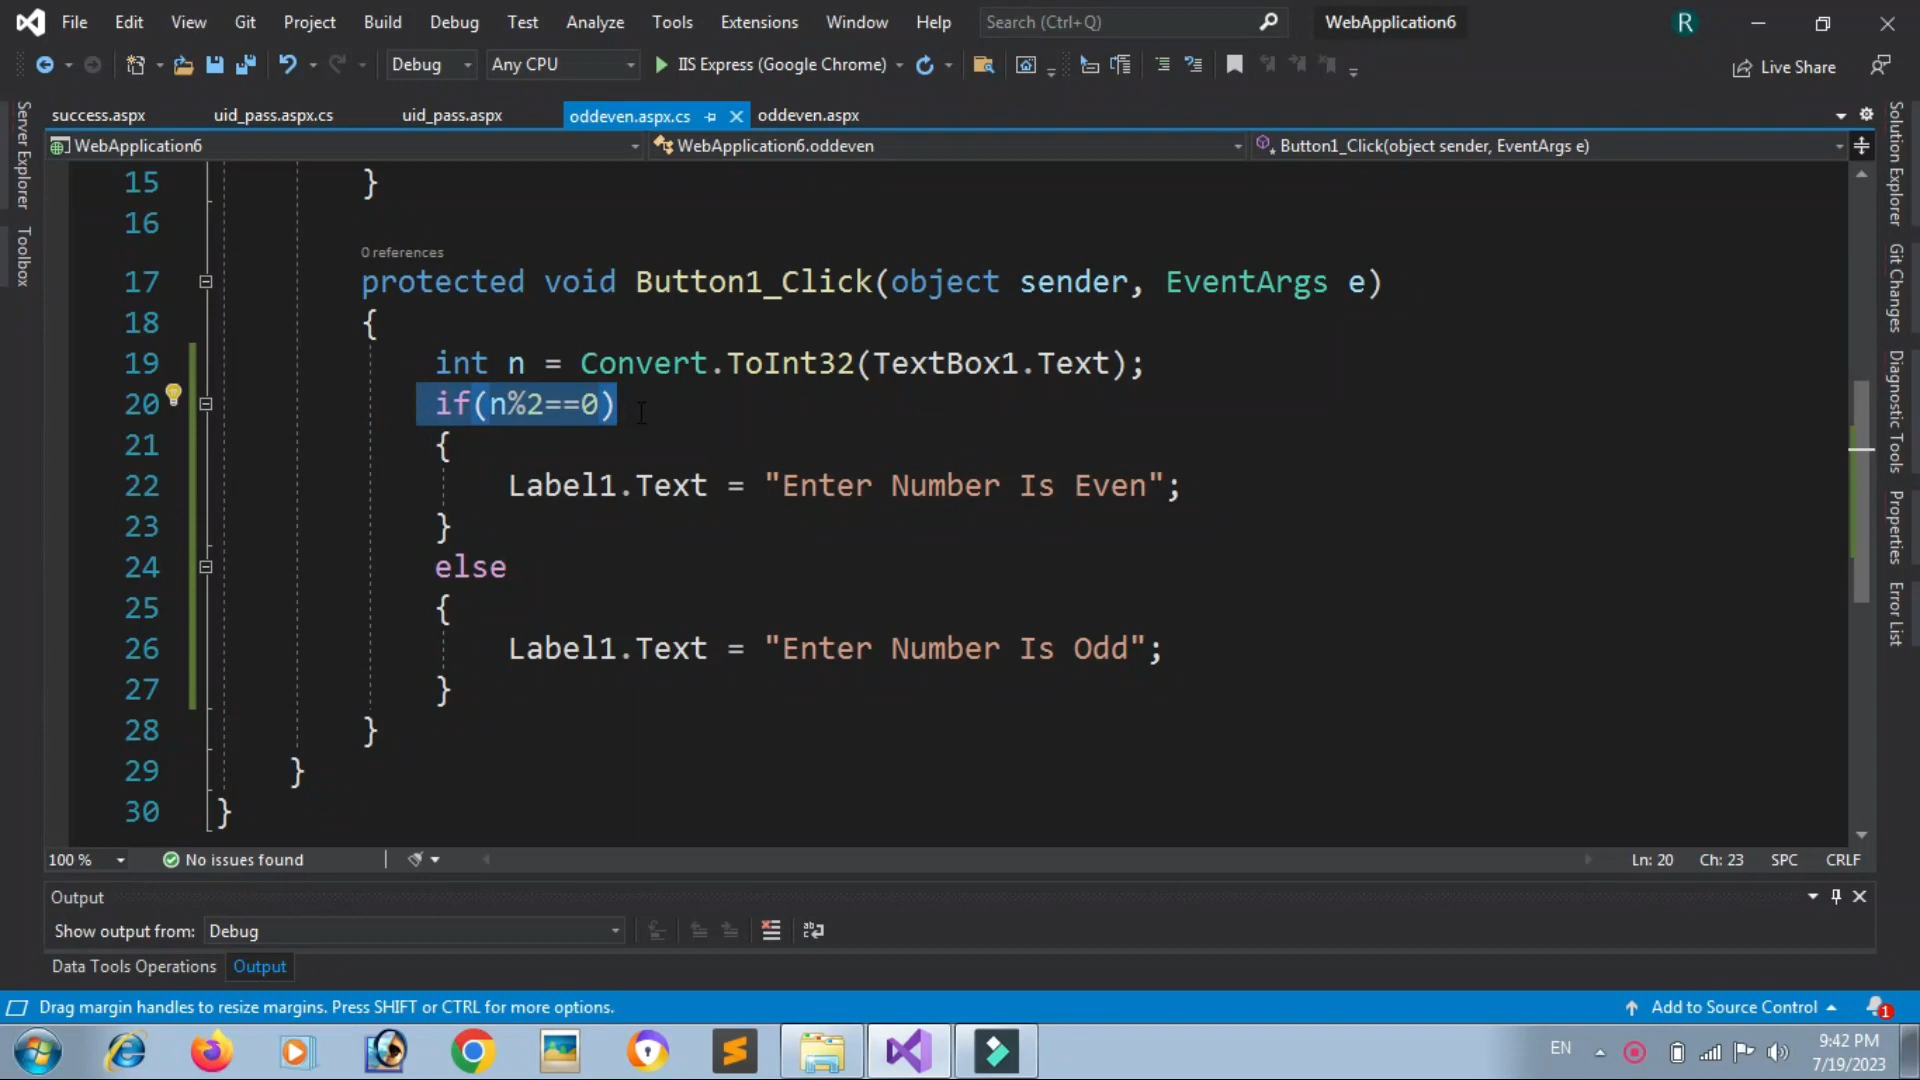 File Edit View Git Project Build Debug Test Analyze Tools Extensions Window Help Search (Ctrl+Q) WebApplication6 R
Debug Any CPU IIS Express (Google Chrome) Live Share
success.aspx uid_pass.aspx.cs uid_pass.aspx oddeven.aspx.cs oddeven.aspx
WebApplication6 WebApplication6.oddeven Button1_Click(object sender, EventArgs e)
Server Explorer
Toolbox
15 }
16
0 references
17 protected void Button1_Click(object sender, EventArgs e)
18 {
19 int n = Convert.ToInt32(TextBox1.Text);
20 if(n%2==0)
21 {
22 Label1.Text = "Enter Number Is Even";
23 }
24 else
25 {
26 Label1.Text = "Enter Number Is Odd";
27 }
28 }
29 }
30 }
Solution Explorer
Git Changes
Diagnostic Tools
Properties
Error List
100 % No issues found Ln: 20 Ch: 23 SPC CRLF
Output
Show output from: Debug
Data Tools Operations Output
Drag margin handles to resize margins. Press SHIFT or CTRL for more options. Add to Source Control 1
EN 9:42 PM
7/19/2023